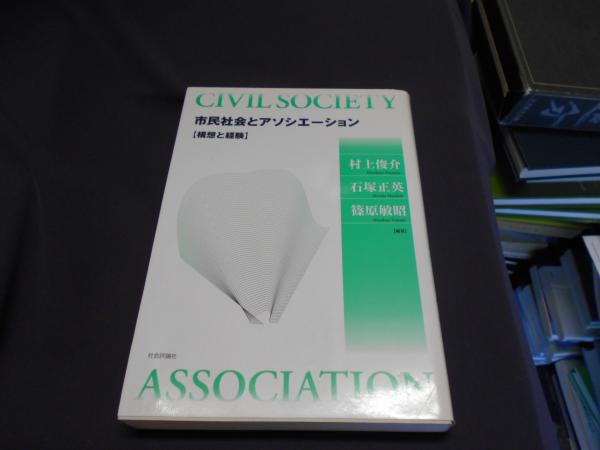 CIVIL SOCIETY
市民社会とアソシエーション
[構想と経験]
村上俊介
石塚正英
篠原敏昭
[編著]
社会評論社
ASSOCIATION